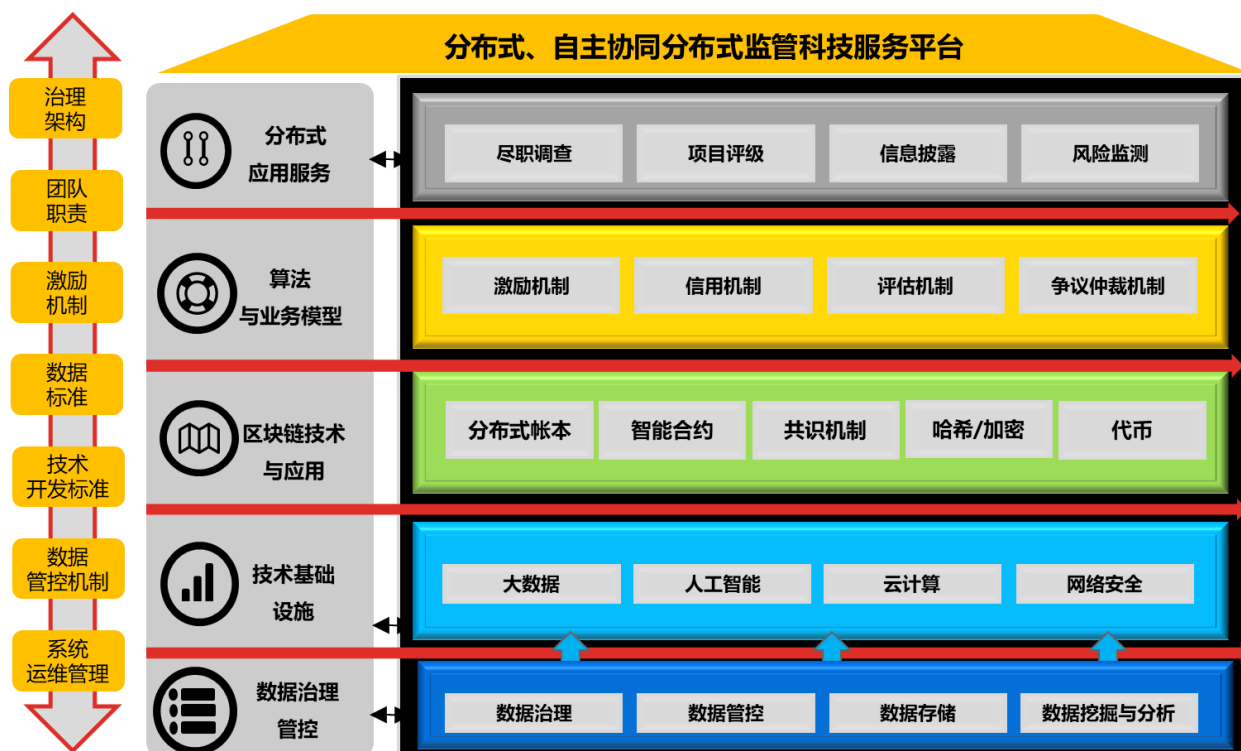 分布式、自主协同分布式监管科技服务平台
治理
架构
团队
职责
激励
机制
数据
标准
技术
开发标准
数据
管控机制
系统
运维管理
分布式
应用服务
尽职调查
项目评级
信息披露
风险监测
算法
与业务模型
激励机制
信用机制
评估机制
争议仲裁机制
区块链技术
与应用
分布式帐本
智能合约
共识机制
哈希/加密
代币
技术基础
设施
大数据
人工智能
云计算
网络安全
数据治理
管控
数据治理
数据管控
数据存储
数据挖掘与分析